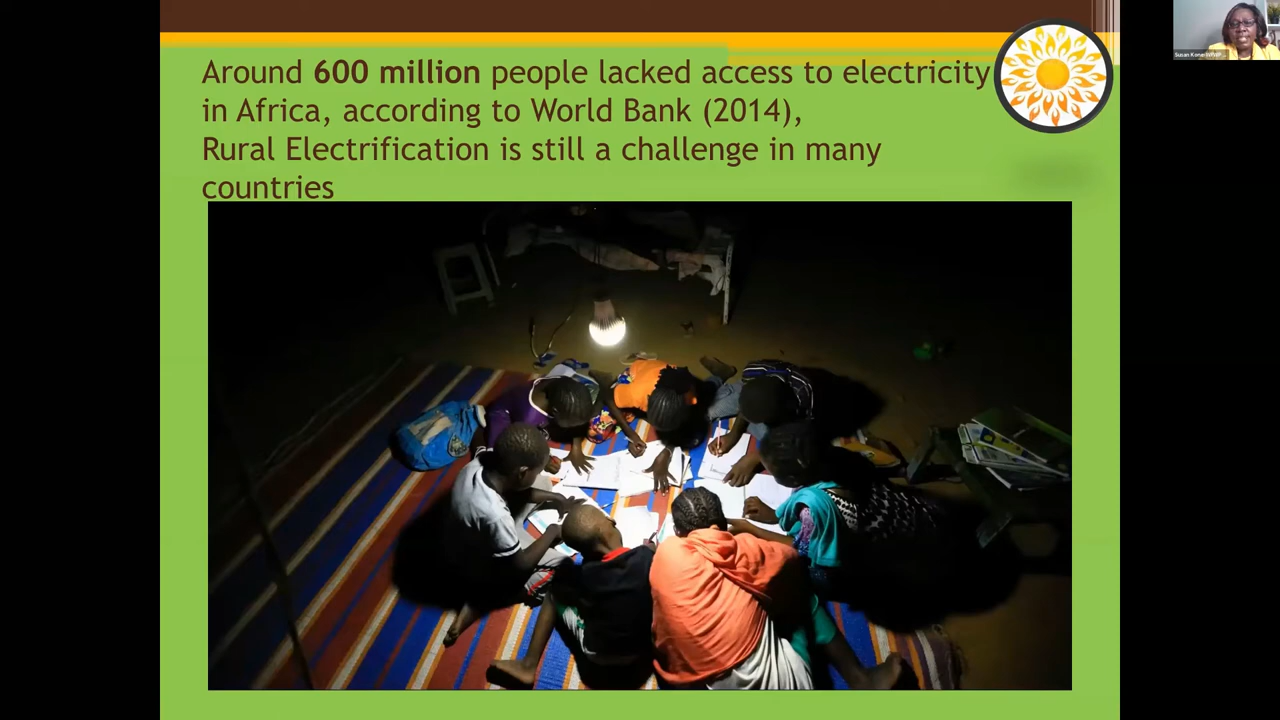 Around 600 million people lacked access to electricity
in Africa, according to World Bank (2014),
Rural Electrification is still a challenge in many
countries
Susan